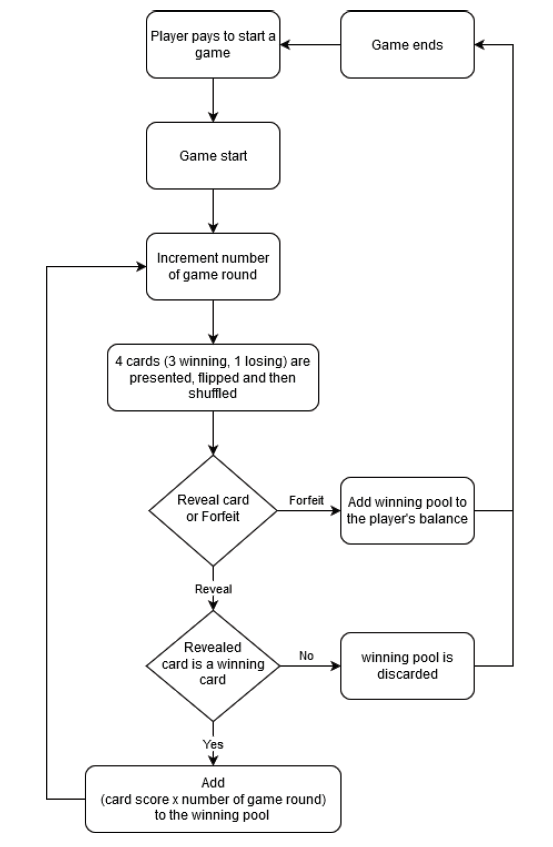 Player pays to start a
game
Game ends
Game start
Increment number
of game round
4 cards (3 winning, 1 losing) are
presented, flipped and then
shuffled
Reveal card
or Forfeit
Forfeit
Add winning pool to
the player's balance
Reveal
Revealed
card is a winning
card
No
winning pool is
discarded
Yes
Add
(card score x number of game round)
to the winning pool